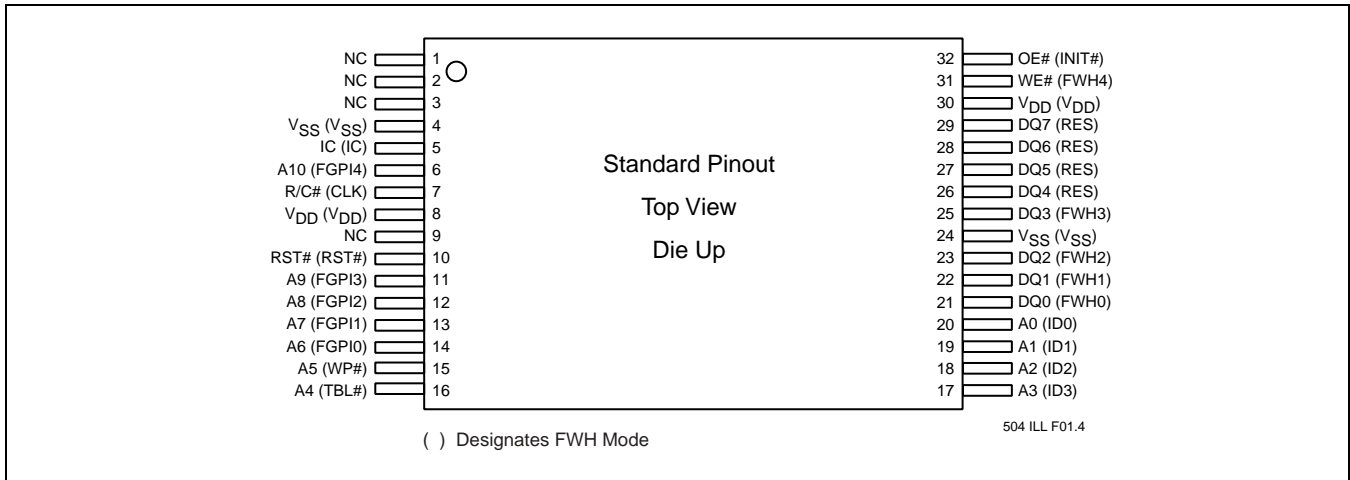 NC 1
NC 2
NC 3
VSS (VSS) 4
IC (IC) 5
A10 (FGPI4) 6
R/C# (CLK) 7
VDD (VDD) 8
NC 9
RST# (RST#) 10
A9 (FGPI3) 11
A8 (FGPI2) 12
A7 (FGPI1) 13
A6 (FGPI0) 14
A5 (WP#) 15
A4 (TBL#) 16
Standard Pinout
Top View
Die Up
32 OE# (INIT#)
31 WE# (FWH4)
30 VDD (VDD)
29 DQ7 (RES)
28 DQ6 (RES)
27 DQ5 (RES)
26 DQ4 (RES)
25 DQ3 (FWH3)
24 VSS (VSS)
23 DQ2 (FWH2)
22 DQ1 (FWH1)
21 DQ0 (FWH0)
20 A0 (ID0)
19 A1 (ID1)
18 A2 (ID2)
17 A3 (ID3)
504 ILL F01.4
( ) Designates FWH Mode